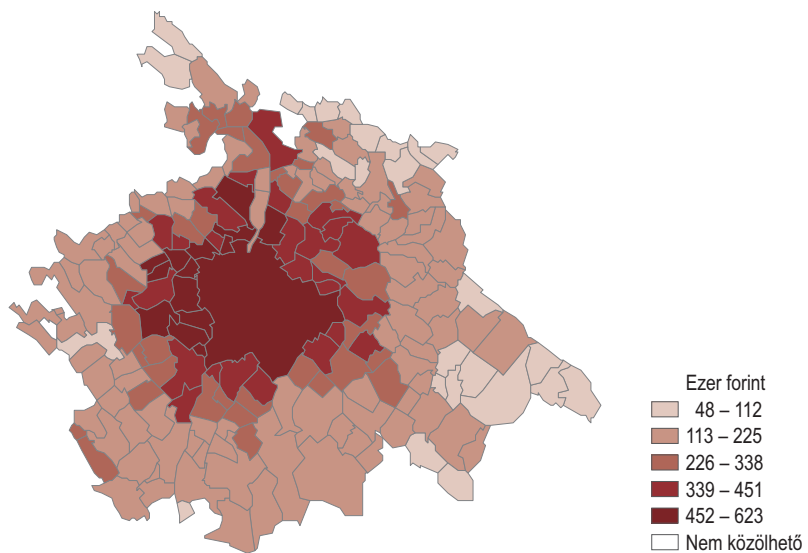 Ezer forint
48 – 112
113 – 225
226 – 338
339 – 451
452 – 623
Nem közölhető